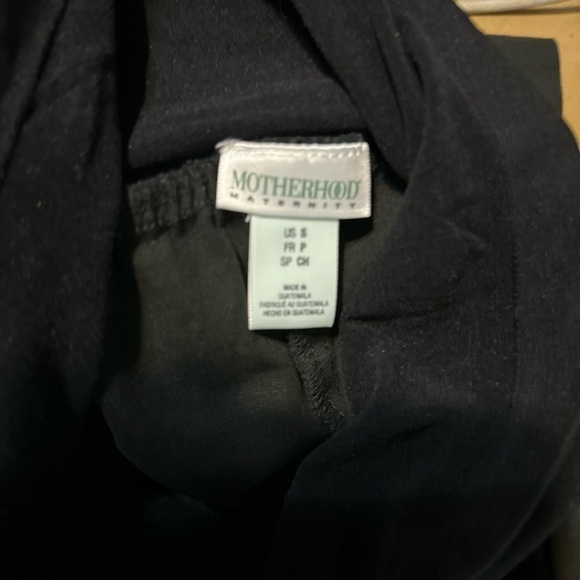 MOTHERHOOD
MATERNITY
US S
FR P
SP CH
MADE IN
GUATEMALA
FABRIQUÉ AU GUATEMALA
HECHO EN GUATEMALA